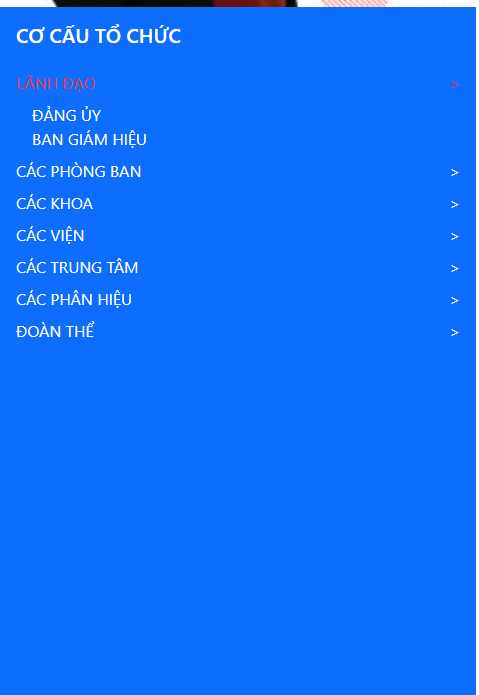 CƠ CẤU TỔ CHỨC
LÃNH ĐẠO >
ĐẢNG ỦY
BAN GIÁM HIỆU
CÁC PHÒNG BAN >
CÁC KHOA >
CÁC VIỆN >
CÁC TRUNG TÂM >
CÁC PHÂN HIỆU >
ĐOÀN THỂ >